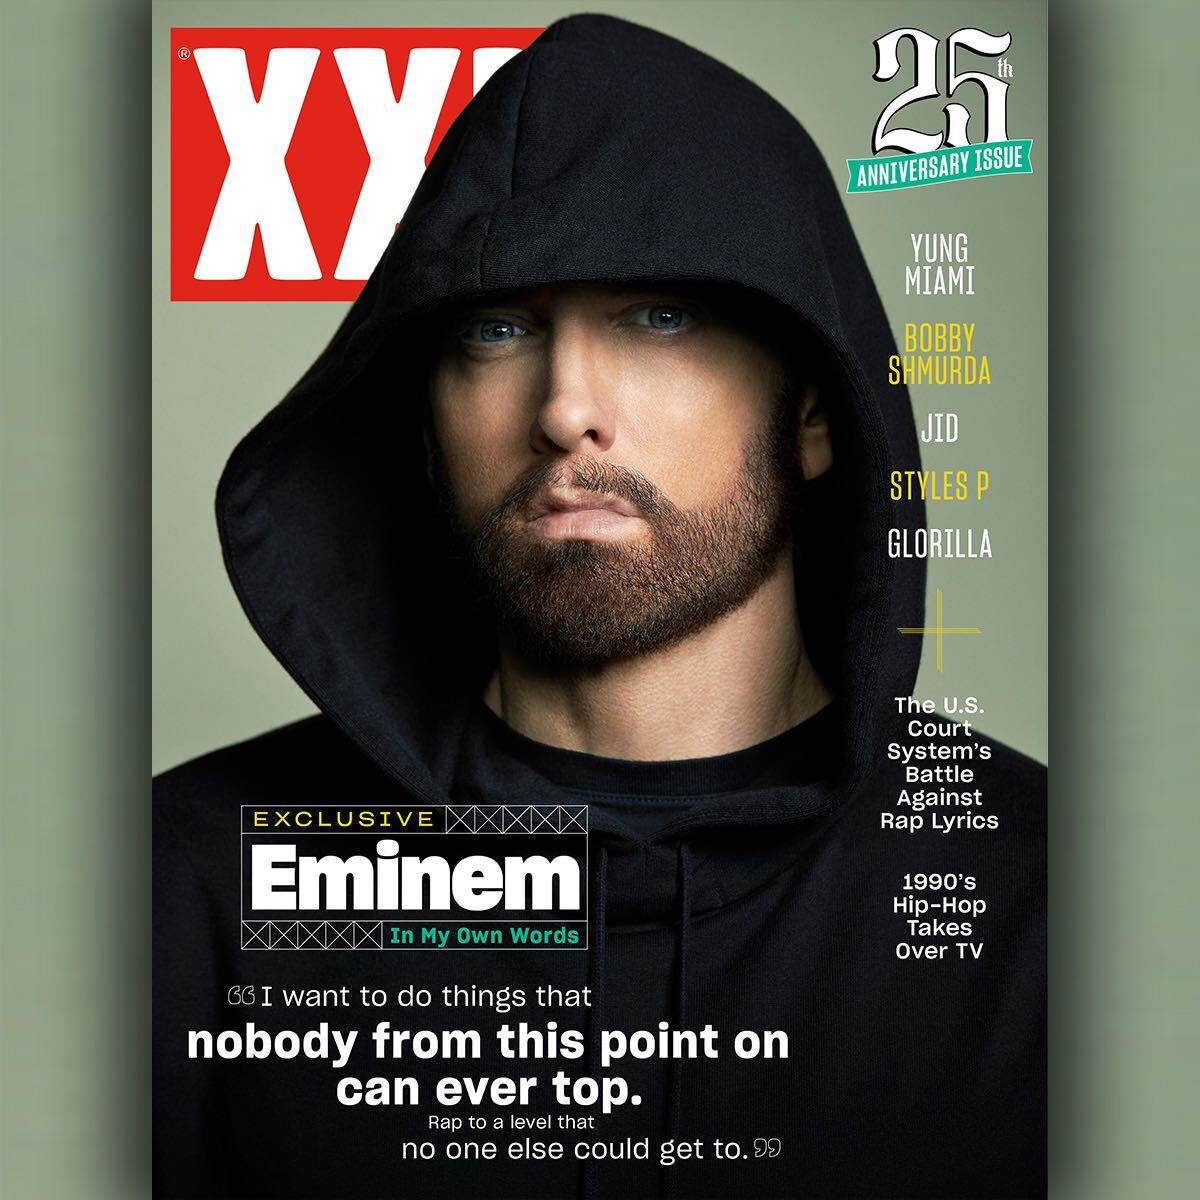 ®
XX
25th
ANNIVERSARY ISSUE
YUNG
MIAMI
BOBBY
SHMURDA
JID
STYLES P
GLORILLA
The U.S.
Court
System's
Battle
Against
Rap Lyrics
1990's
Hip-Hop
Takes
Over TV
EXCLUSIVE
Eminem
In My Own Words
“I want to do things that
nobody from this point on
can ever top.
Rap to a level that
no one else could get to.”